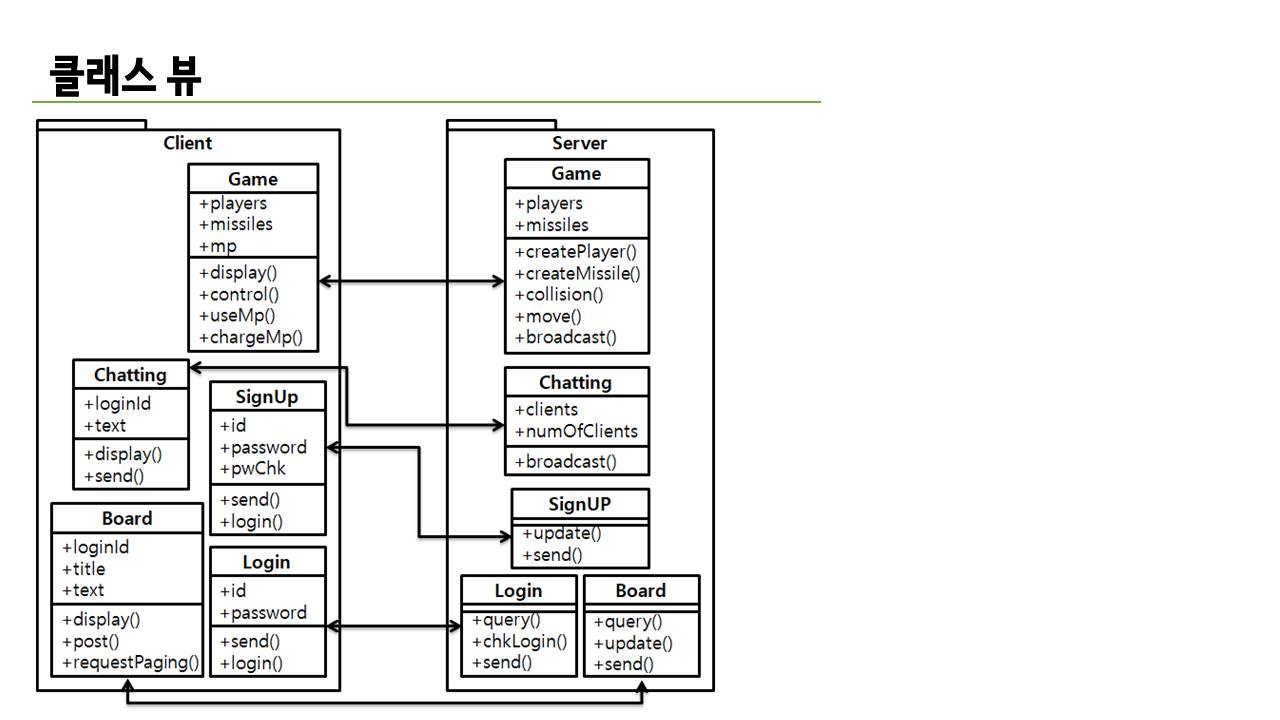 클래스 뷰
Client
Game
+players
+missiles
+mp
+display()
+control()
+useMp()
+chargeMp()
Chatting
+loginId
+text
+display()
+send()
SignUp
+id
+password
+pwChk
+send()
+login()
Board
+loginId
+title
+text
+display()
+post()
+requestPaging()
Login
+id
+password
+send()
+login()
Server
Game
+players
+missiles
+createPlayer()
+createMissile()
+collision()
+move()
+broadcast()
Chatting
+clients
+numOfClients
+broadcast()
SignUP
+update()
+send()
Login
+query()
+chkLogin()
+send()
Board
+query()
+update()
+send()